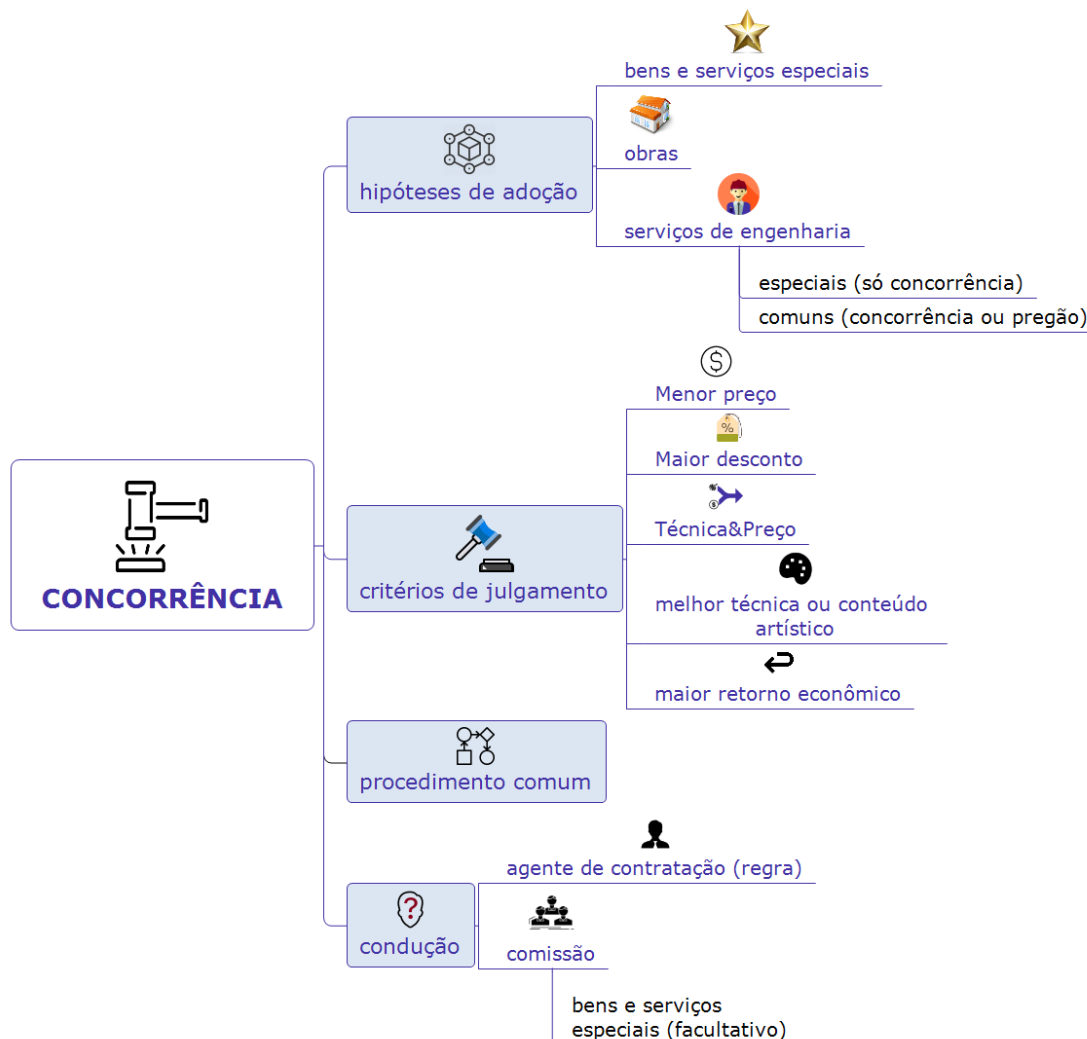 bens e serviços especiais
obras
hipóteses de adoção
serviços de engenharia
especiais (só concorrência)
comuns (concorrência ou pregão)
$
Menor preço
%
Maior desconto
$
Técnica&Preço
CONCORRÊNCIA
critérios de julgamento
melhor técnica ou conteúdo
artístico
maior retorno econômico
procedimento comum
agente de contratação (regra)
?
condução
comissão
bens e serviços
especiais (facultativo)